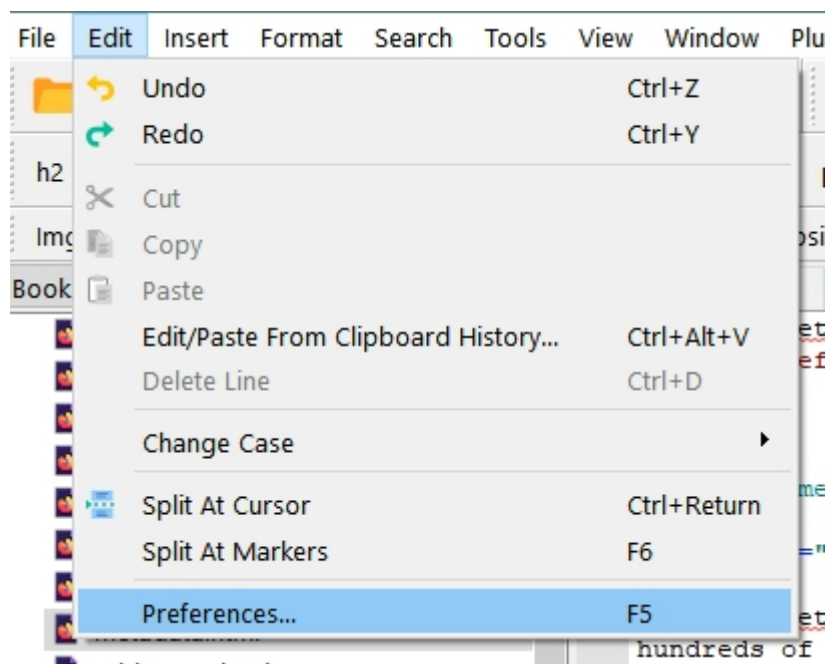 File Edit Insert Format Search Tools View Window Plu
Undo Ctrl+Z
Redo Ctrl+Y
h2
Cut
Img
Copy
Book
Paste
Edit/Paste From Clipboard History... Ctrl+Alt+V
Delete Line Ctrl+D
Change Case
Split At Cursor Ctrl+Return
Split At Markers F6
Preferences... F5
hundreds of